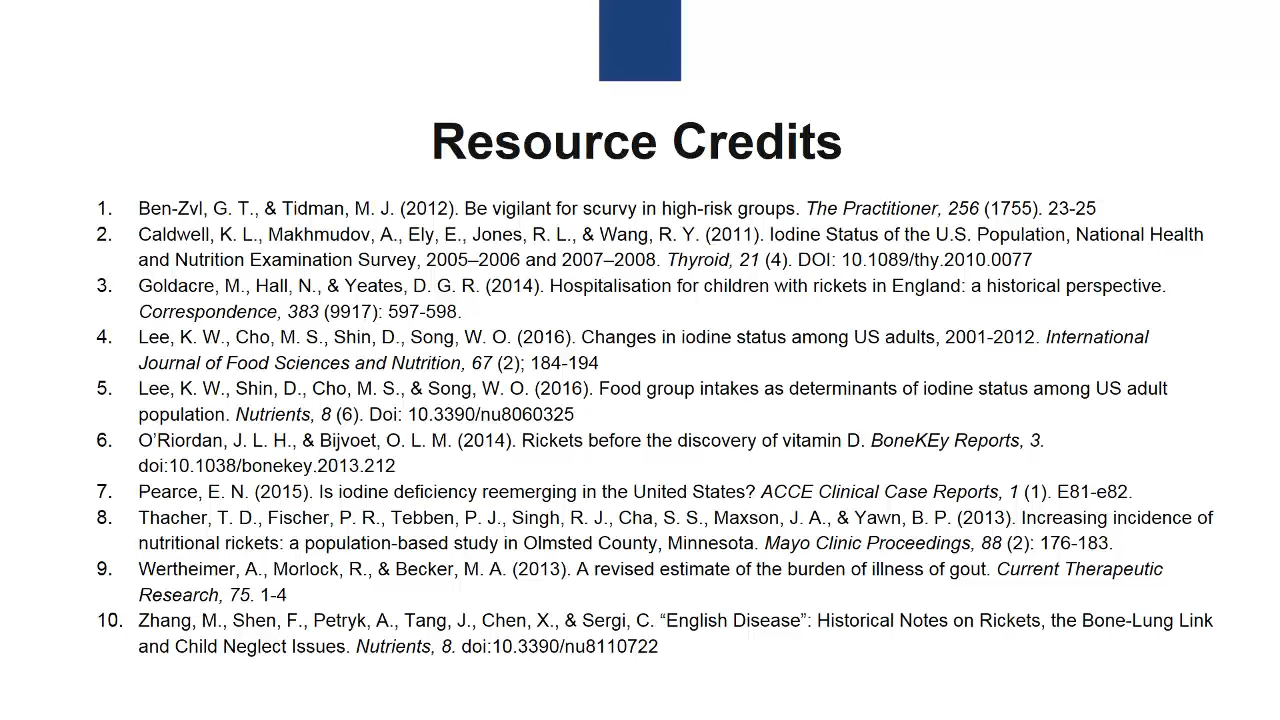 Resource Credits
1. Ben-Zvl, G. T., & Tidman, M. J. (2012). Be vigilant for scurvy in high-risk groups. The Practitioner, 256 (1755). 23-25
2. Caldwell, K. L., Makhmudov, A., Ely, E., Jones, R. L., & Wang, R. Y. (2011). Iodine Status of the U.S. Population, National Health
and Nutrition Examination Survey, 2005–2006 and 2007–2008. Thyroid, 21 (4). DOI: 10.1089/thy.2010.0077
3. Goldacre, M., Hall, N., & Yeates, D. G. R. (2014). Hospitalisation for children with rickets in England: a historical perspective.
Correspondence, 383 (9917): 597-598.
4. Lee, K. W., Cho, M. S., Shin, D., Song, W. O. (2016). Changes in iodine status among US adults, 2001-2012. International
Journal of Food Sciences and Nutrition, 67 (2); 184-194
5. Lee, K. W., Shin, D., Cho, M. S., & Song, W. O. (2016). Food group intakes as determinants of iodine status among US adult
population. Nutrients, 8 (6). Doi: 10.3390/nu8060325
6. O’Riordan, J. L. H., & Bijvoet, O. L. M. (2014). Rickets before the discovery of vitamin D. BoneKEy Reports, 3.
doi:10.1038/bonekey.2013.212
7. Pearce, E. N. (2015). Is iodine deficiency reemerging in the United States? ACCE Clinical Case Reports, 1 (1). E81-e82.
8. Thacher, T. D., Fischer, P. R., Tebben, P. J., Singh, R. J., Cha, S. S., Maxson, J. A., & Yawn, B. P. (2013). Increasing incidence of
nutritional rickets: a population-based study in Olmsted County, Minnesota. Mayo Clinic Proceedings, 88 (2): 176-183.
9. Wertheimer, A., Morlock, R., & Becker, M. A. (2013). A revised estimate of the burden of illness of gout. Current Therapeutic
Research, 75. 1-4
10. Zhang, M., Shen, F., Petryk, A., Tang, J., Chen, X., & Sergi, C. “English Disease”: Historical Notes on Rickets, the Bone-Lung Link
and Child Neglect Issues. Nutrients, 8. doi:10.3390/nu8110722